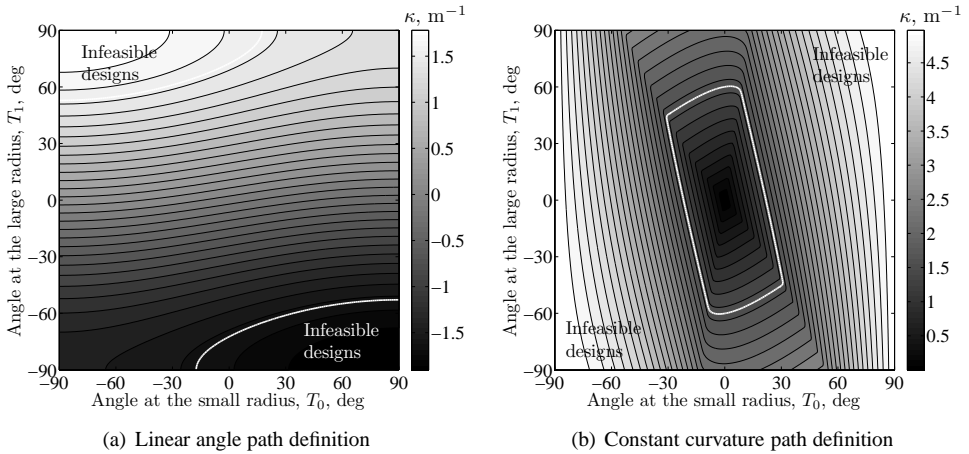 κ, m⁻¹
90
60
30
0
−30
−60
−90
Angle at the large radius, T₁, deg
Infeasible
designs
Infeasible
designs
−90
−60
−30
0
30
60
90
Angle at the small radius, T₀, deg
1.5
1
0.5
0
−0.5
−1
−1.5
(a) Linear angle path definition
κ, m⁻¹
90
60
30
0
−30
−60
−90
Angle at the large radius, T₁, deg
Infeasible
designs
Infeasible
designs
−90
−60
−30
0
30
60
90
Angle at the small radius, T₀, deg
4.5
4
3.5
3
2.5
2
1.5
1
0.5
(b) Constant curvature path definition